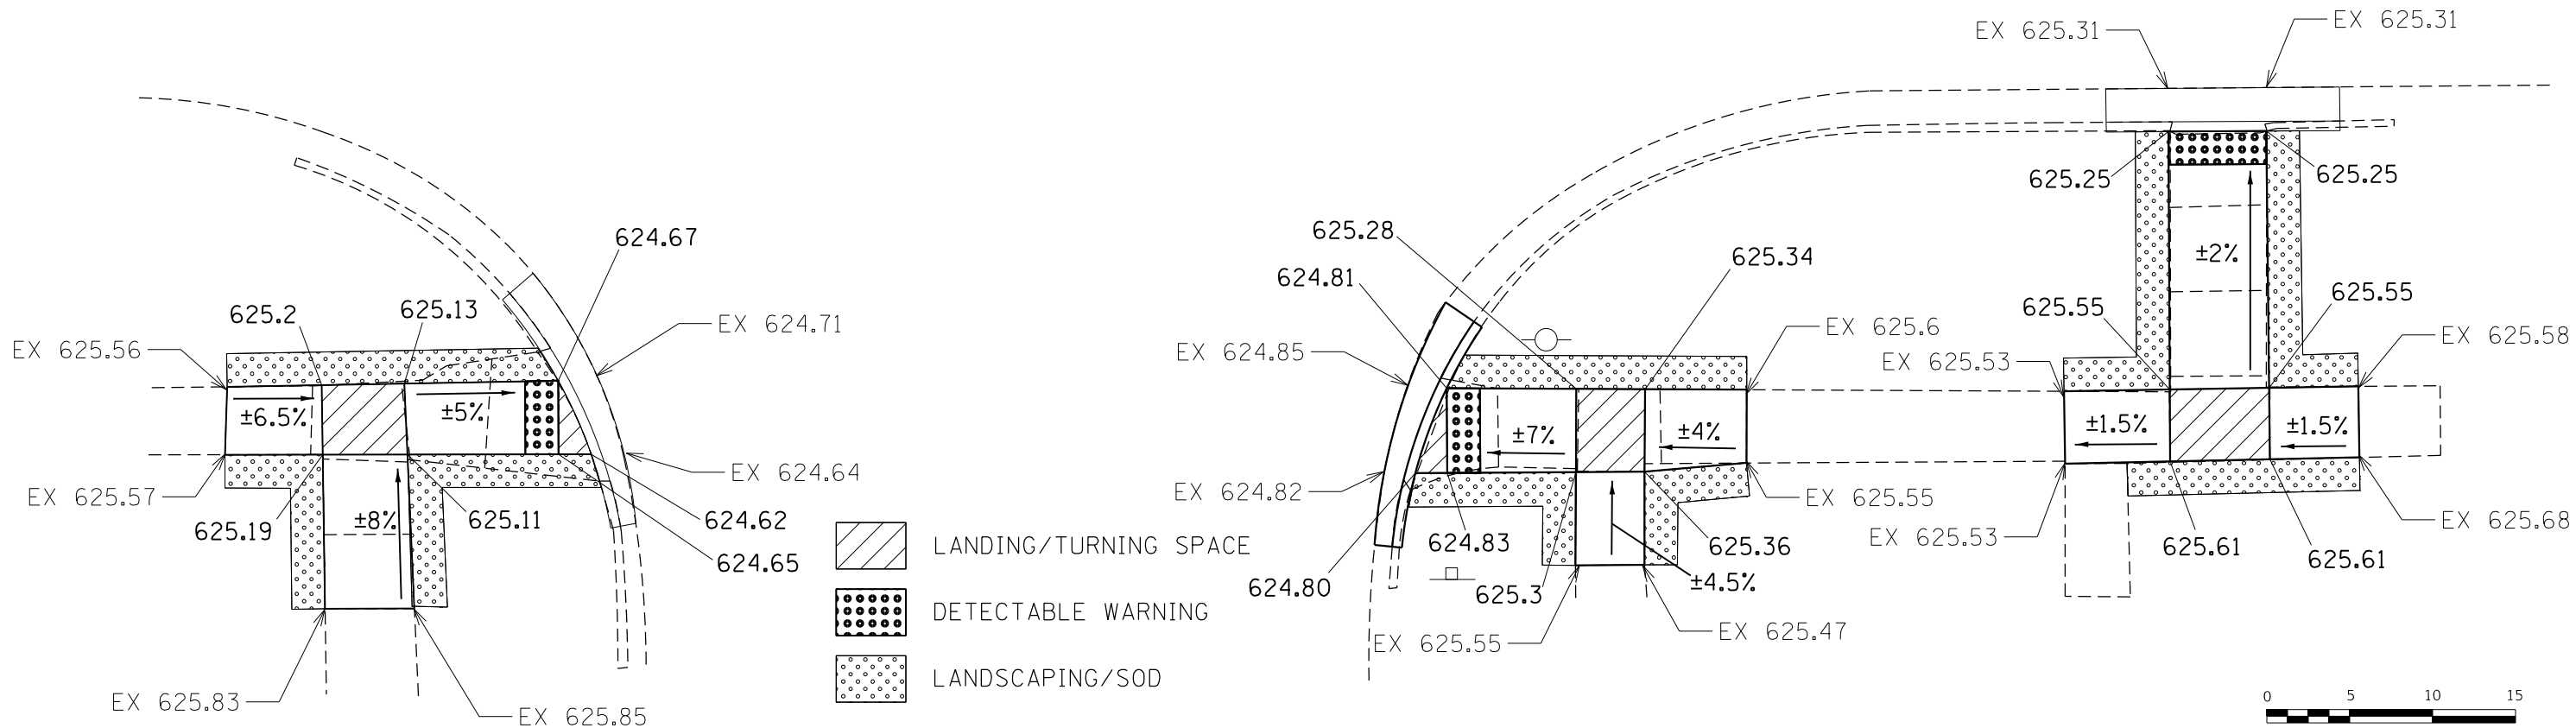 EX 624.71
624.67
625.13
625.2
EX 625.56
±6.5%
±5%
EX 624.64
EX 625.57
625.19
±8%
625.11
624.62
624.65
EX 625.83
EX 625.85
LANDING/TURNING SPACE
DETECTABLE WARNING
LANDSCAPING/SOD
625.28
624.81
625.34
EX 624.85
EX 625.6
±7%
±4%
EX 624.82
EX 625.55
624.83
625.36
624.80
625.3
±4.5%
EX 625.55
EX 625.47
EX 625.31
EX 625.31
625.25
625.25
±2%
625.55
625.55
EX 625.53
EX 625.58
±1.5%
±1.5%
EX 625.53
625.61
625.61
EX 625.68
0 5 10 15